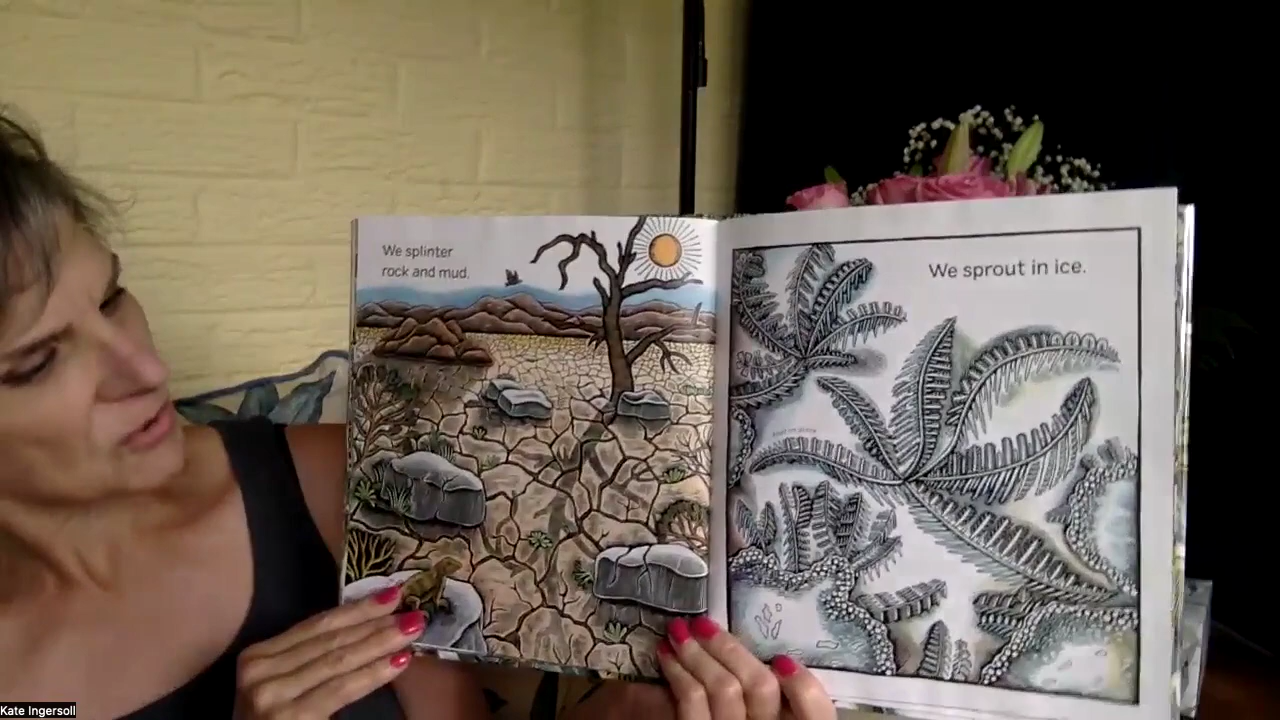 We splinter
rock and mud.
We sprout in ice.
Kate Ingersoll